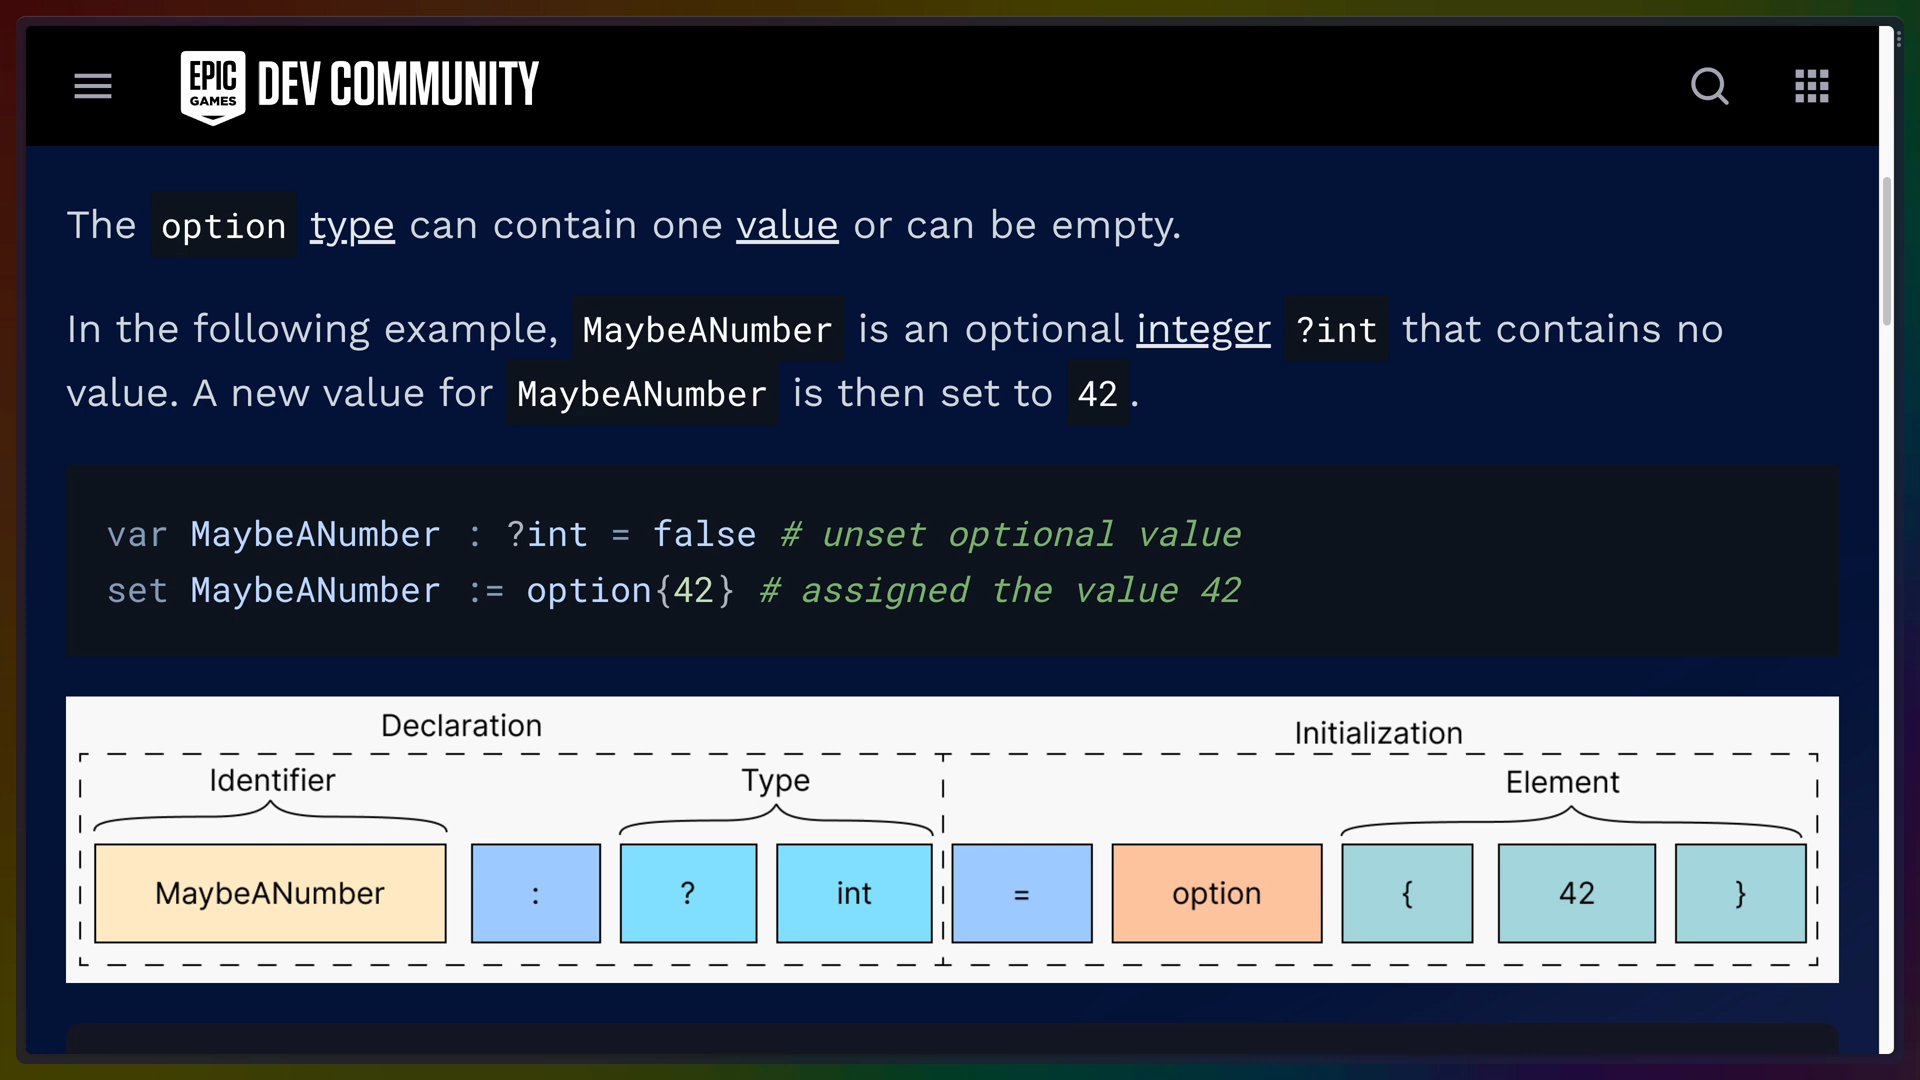 EPIC GAMES DEV COMMUNITY
The option type can contain one value or can be empty.
In the following example, MaybeANumber is an optional integer ?int that contains no
value. A new value for MaybeANumber is then set to 42.
var MaybeANumber : ?int = false # unset optional value
set MaybeANumber := option{42} # assigned the value 42
Declaration Initialization
Identifier Type Element
MaybeANumber : ? int = option { 42 }